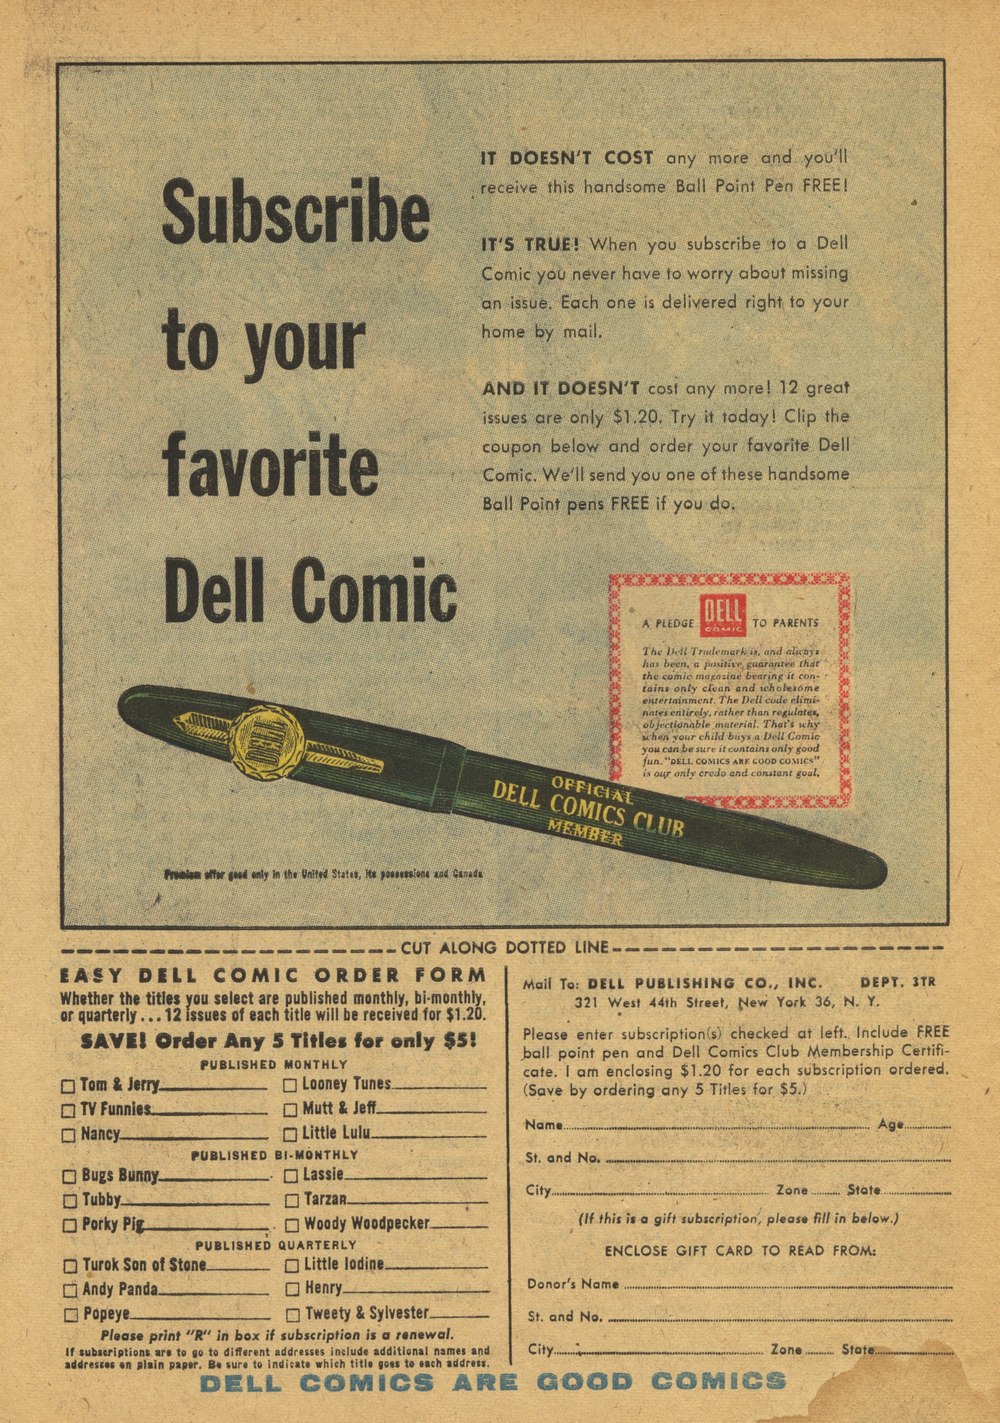 Subscribe
to your
favorite
Dell Comic
IT DOESN'T COST any more and you'll
receive this handsome Ball Point Pen FREE!
IT'S TRUE! When you subscribe to a Dell
Comic you never have to worry about missing
an issue. Each one is delivered right to your
home by mail.
AND IT DOESN'T cost any more! 12 great
issues are only $1.20. Try it today! Clip the
coupon below and order your favorite Dell
Comic. We'll send you one of these handsome
Ball Point pens FREE if you do.
A PLEDGE DELL COMIC TO PARENTS
The Dell Trademark is, and always
has been, a positive guarantee that
the comic magazine bearing it con-
tains only clean and wholesome
entertainment. The Dell code elimi-
nates entirely, rather than regulates,
objectionable material. That's why
when your child buys a Dell Comic
you can be sure it contains only good
fun. "DELL COMICS ARE GOOD COMICS"
is our only credo and constant goal.
OFFICIAL
DELL COMICS CLUB
MEMBER
Premium offer good only in the United States, its possessions and Canada
CUT ALONG DOTTED LINE
EASY DELL COMIC ORDER FORM
Whether the titles you select are published monthly, bi-monthly,
or quarterly...12 issues of each title will be received for $1.20.
SAVE! Order Any 5 Titles for only $5!
PUBLISHED MONTHLY
Tom & Jerry Looney Tunes
TV Funnies Mutt & Jeff
Nancy Little Lulu
PUBLISHED BI-MONTHLY
Bugs Bunny Lassie
Tubby Tarzan
Porky Pig Woody Woodpecker
PUBLISHED QUARTERLY
Turok Son of Stone Little Iodine
Andy Panda Henry
Popeye Tweety & Sylvester
Please print "R" in box if subscription is a renewal.
If subscriptions are to go to different addresses include additional names and
addresses on plain paper. Be sure to indicate which title goes to each address.
Mail To: DELL PUBLISHING CO., INC. DEPT. 3TR
321 West 44th Street, New York 36, N. Y.
Please enter subscription(s) checked at left. Include FREE
ball point pen and Dell Comics Club Membership Certifi-
cate. I am enclosing $1.20 for each subscription ordered.
(Save by ordering any 5 Titles for $5.)
Name Age
St. and No.
City Zone State
(If this is a gift subscription, please fill in below.)
ENCLOSE GIFT CARD TO READ FROM:
Donor's Name
St. and No.
City Zone State
DELL COMICS ARE GOOD COMICS